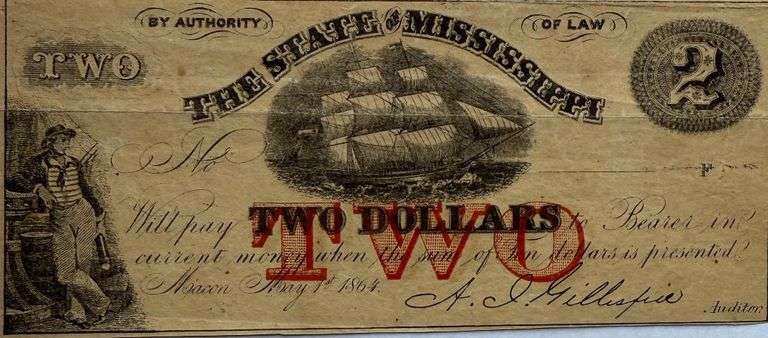 (BY AUTHORITY) (OF LAW)
THE STATE OF MISSISSIPPI
TWO
2
No
Will pay TWO DOLLARS to Bearer in
TWO
current money when the sum of ten dollars is presented
Macon May 1st 1864.
A. J. Gillespie
Auditor